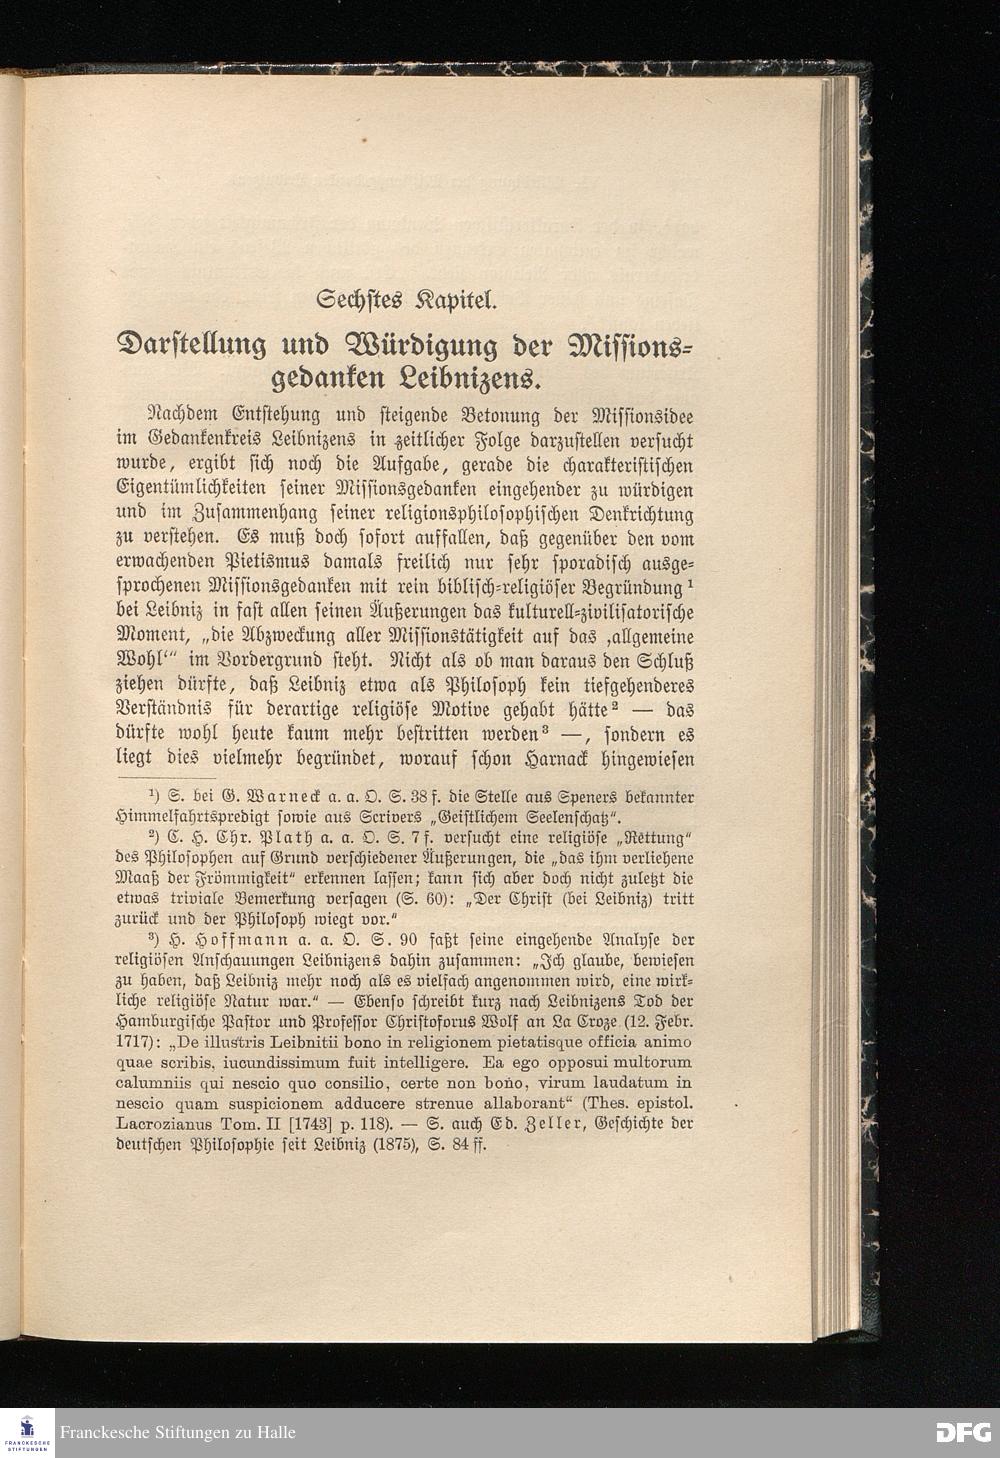 Sechstes Kapitel.
Darstellung und Würdigung der Missions-
gedanken Leibnizens.
Nachdem Entstehung und steigende Betonung der Missionsidee
im Gedankenkreis Leibnizens in zeitlicher Folge darzustellen versucht
wurde, ergibt sich noch die Aufgabe, gerade die charakteristischen
Eigentümlichkeiten seiner Missionsgedanken eingehender zu würdigen
und im Zusammenhang seiner religionsphilosophischen Denkrichtung
zu verstehen. Es muß doch sofort auffallen, daß gegenüber den vom
erwachenden Pietismus damals freilich nur sehr sporadisch ausge-
sprochenen Missionsgedanken mit rein biblisch-religiöser Begründung ¹
bei Leibniz in fast allen seinen Äußerungen das kulturell-zivilisatorische
Moment, „die Abzweckung aller Missionstätigkeit auf das ‚allgemeine
Wohl‘“ im Vordergrund steht. Nicht als ob man daraus den Schluß
ziehen dürfte, daß Leibniz etwa als Philosoph kein tiefgehenderes
Verständnis für derartige religiöse Motive gehabt hätte ² — das
dürfte wohl heute kaum mehr bestritten werden ³ —, sondern es
liegt dies vielmehr begründet, worauf schon Harnack hingewiesen
¹) S. bei G. Warneck a. a. O. S. 38 f. die Stelle aus Speners bekannter
Himmelfahrtspredigt sowie aus Scrivers „Geistlichem Seelenschatz“.
²) C. H. Chr. Plath a. a. O. S. 7 f. versucht eine religiöse „Rettung“
des Philosophen auf Grund verschiedener Äußerungen, die „das ihm verliehene
Maaß der Frömmigkeit“ erkennen lassen; kann sich aber doch nicht zuletzt die
etwas triviale Bemerkung versagen (S. 60): „Der Christ (bei Leibniz) tritt
zurück und der Philosoph wiegt vor.“
³) H. Hoffmann a. a. O. S. 90 faßt seine eingehende Analyse der
religiösen Anschauungen Leibnizens dahin zusammen: „Ich glaube, bewiesen
zu haben, daß Leibniz mehr noch als es vielfach angenommen wird, eine wirk-
liche religiöse Natur war.“ — Ebenso schreibt kurz nach Leibnizens Tod der
Hamburgische Pastor und Professor Christoforus Wolf an La Croze (12. Febr.
1717): „De illustris Leibnitii bono in religionem pietatisque officia animo
quae scribis, iucundissimum fuit intelligere. Ea ego opposui multorum
calumniis qui nescio quo consilio, certe non bono, virum laudatum in
nescio quam suspicionem adducere strenue allaborant“ (Thes. epistol.
Lacrozianus Tom. II [1743] p. 118). — S. auch Ed. Zeller, Geschichte der
deutschen Philosophie seit Leibniz (1875), S. 84 ff.
FRANCKESCHE
STIFTUNGEN
Franckesche Stiftungen zu Halle
DFG